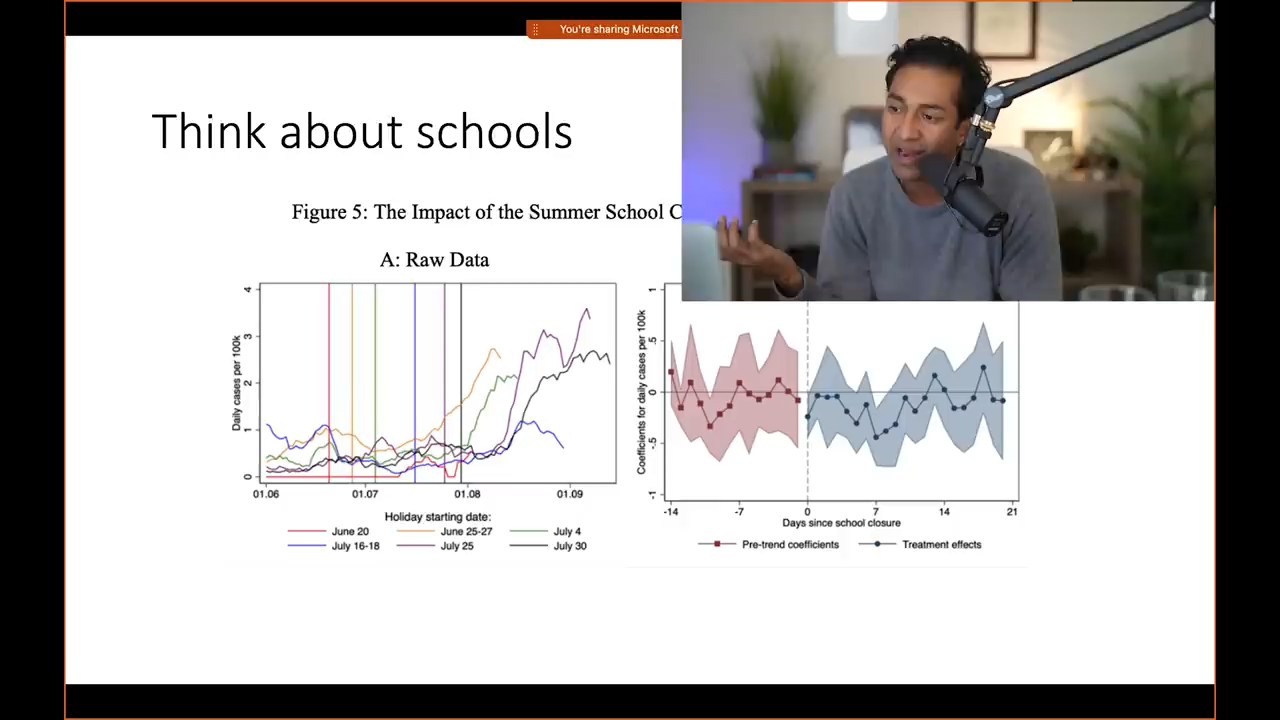 You're sharing Microsoft
Think about schools
Figure 5: The Impact of the Summer School C
A: Raw Data
Daily cases per 100k
4
3
2
1
0
01.06
01.07
01.08
01.09
Holiday starting date:
June 20
June 25-27
July 4
July 16-18
July 25
July 30
Coefficients for daily cases per 100k
1
.5
0
-.5
-1
-14
-7
0
7
14
21
Days since school closure
Pre-trend coefficients
Treatment effects